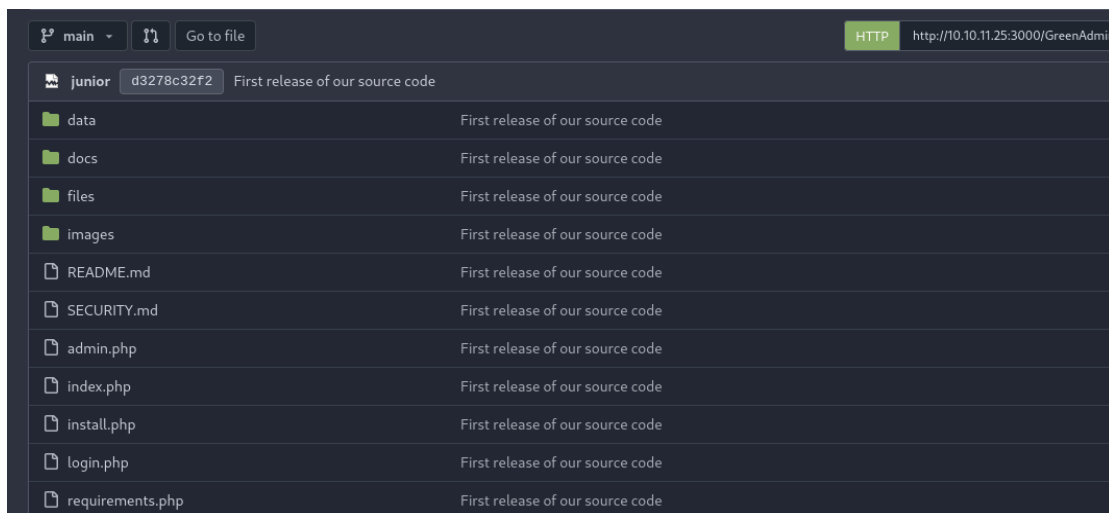 main Go to file HTTP http://10.10.11.25:3000/GreenAdmi
junior d3278c32f2 First release of our source code
data First release of our source code
docs First release of our source code
files First release of our source code
images First release of our source code
README.md First release of our source code
SECURITY.md First release of our source code
admin.php First release of our source code
index.php First release of our source code
install.php First release of our source code
login.php First release of our source code
requirements.php First release of our source code